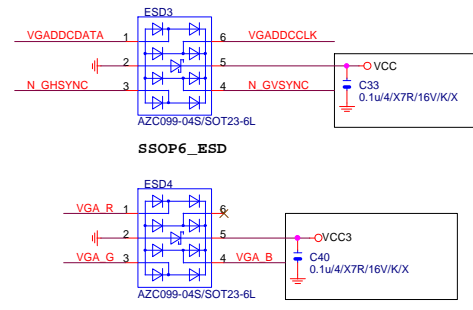 ESD3
VGADDCDATA 1 6 VGADDCCLK
2 5 VCC
N_GHSYNC 3 4 N_GVSYNC
C33
0.1u/4/X7R/16V/K/X
AZC099-04S/SOT23-6L
SSOP6_ESD
ESD4
VGA_R 1 6
2 5 VCC3
VGA_G 3 4 VGA_B
C40
0.1u/4/X7R/16V/K/X
AZC099-04S/SOT23-6L